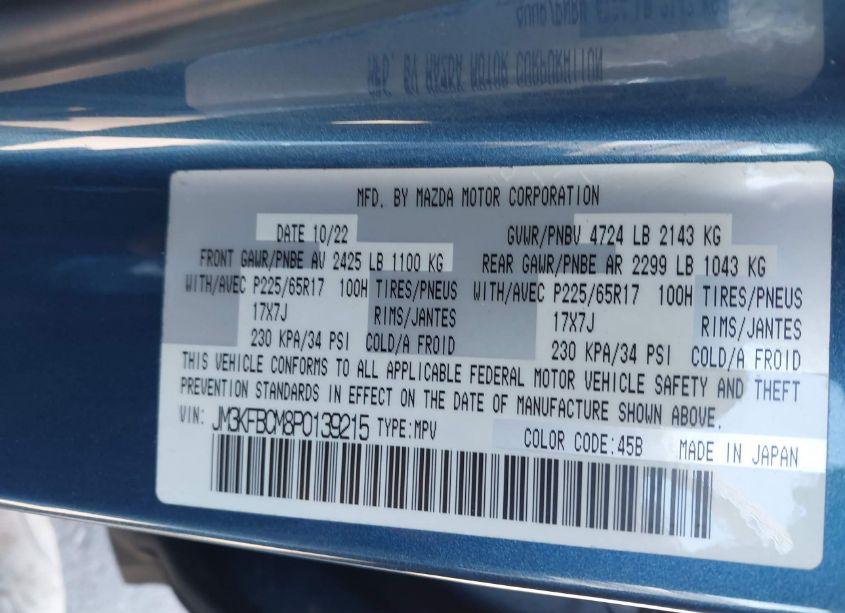 MFD. BY MAZDA MOTOR CORPORATION
DATE 10/22 GVWR/PNBV 4724 LB 2143 KG
FRONT GAWR/PNBE AV 2425 LB 1100 KG REAR GAWR/PNBE AR 2299 LB 1043 KG
WITH/AVEC P225/65R17 100H TIRES/PNEUS WITH/AVEC P225/65R17 100H TIRES/PNEUS
17X7J RIMS/JANTES 17X7J RIMS/JANTES
230 KPA/34 PSI COLD/A FROID 230 KPA/34 PSI COLD/A FROID
THIS VEHICLE CONFORMS TO ALL APPLICABLE FEDERAL MOTOR VEHICLE SAFETY AND THEFT
PREVENTION STANDARDS IN EFFECT ON THE DATE OF MANUFACTURE SHOWN ABOVE.
VIN: JM3KFBCM8P0139215 TYPE:MPV COLOR CODE:45B MADE IN JAPAN